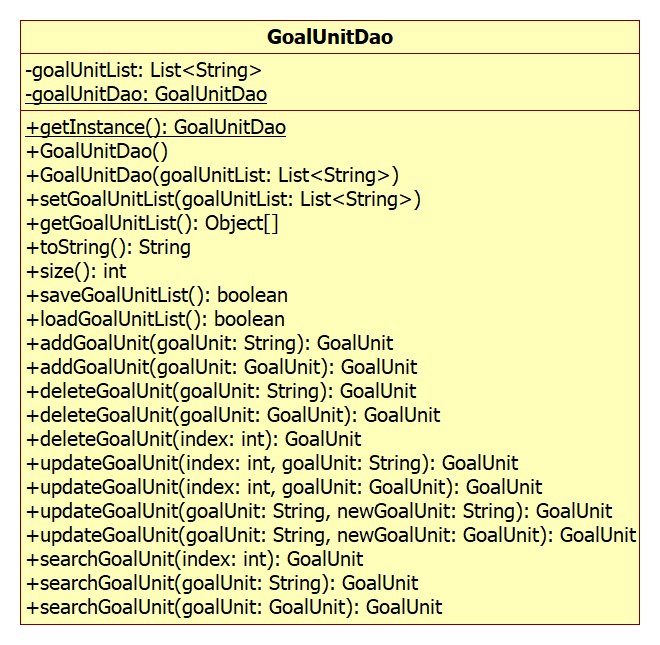 GoalUnitDao
-goalUnitList: List<String>
-goalUnitDao: GoalUnitDao
+getInstance(): GoalUnitDao
+GoalUnitDao()
+GoalUnitDao(goalUnitList: List<String>)
+setGoalUnitList(goalUnitList: List<String>)
+getGoalUnitList(): Object[]
+toString(): String
+size(): int
+saveGoalUnitList(): boolean
+loadGoalUnitList(): boolean
+addGoalUnit(goalUnit: String): GoalUnit
+addGoalUnit(goalUnit: GoalUnit): GoalUnit
+deleteGoalUnit(goalUnit: String): GoalUnit
+deleteGoalUnit(goalUnit: GoalUnit): GoalUnit
+deleteGoalUnit(index: int): GoalUnit
+updateGoalUnit(index: int, goalUnit: String): GoalUnit
+updateGoalUnit(index: int, goalUnit: GoalUnit): GoalUnit
+updateGoalUnit(goalUnit: String, newGoalUnit: String): GoalUnit
+updateGoalUnit(goalUnit: String, newGoalUnit: GoalUnit): GoalUnit
+searchGoalUnit(index: int): GoalUnit
+searchGoalUnit(goalUnit: String): GoalUnit
+searchGoalUnit(goalUnit: GoalUnit): GoalUnit